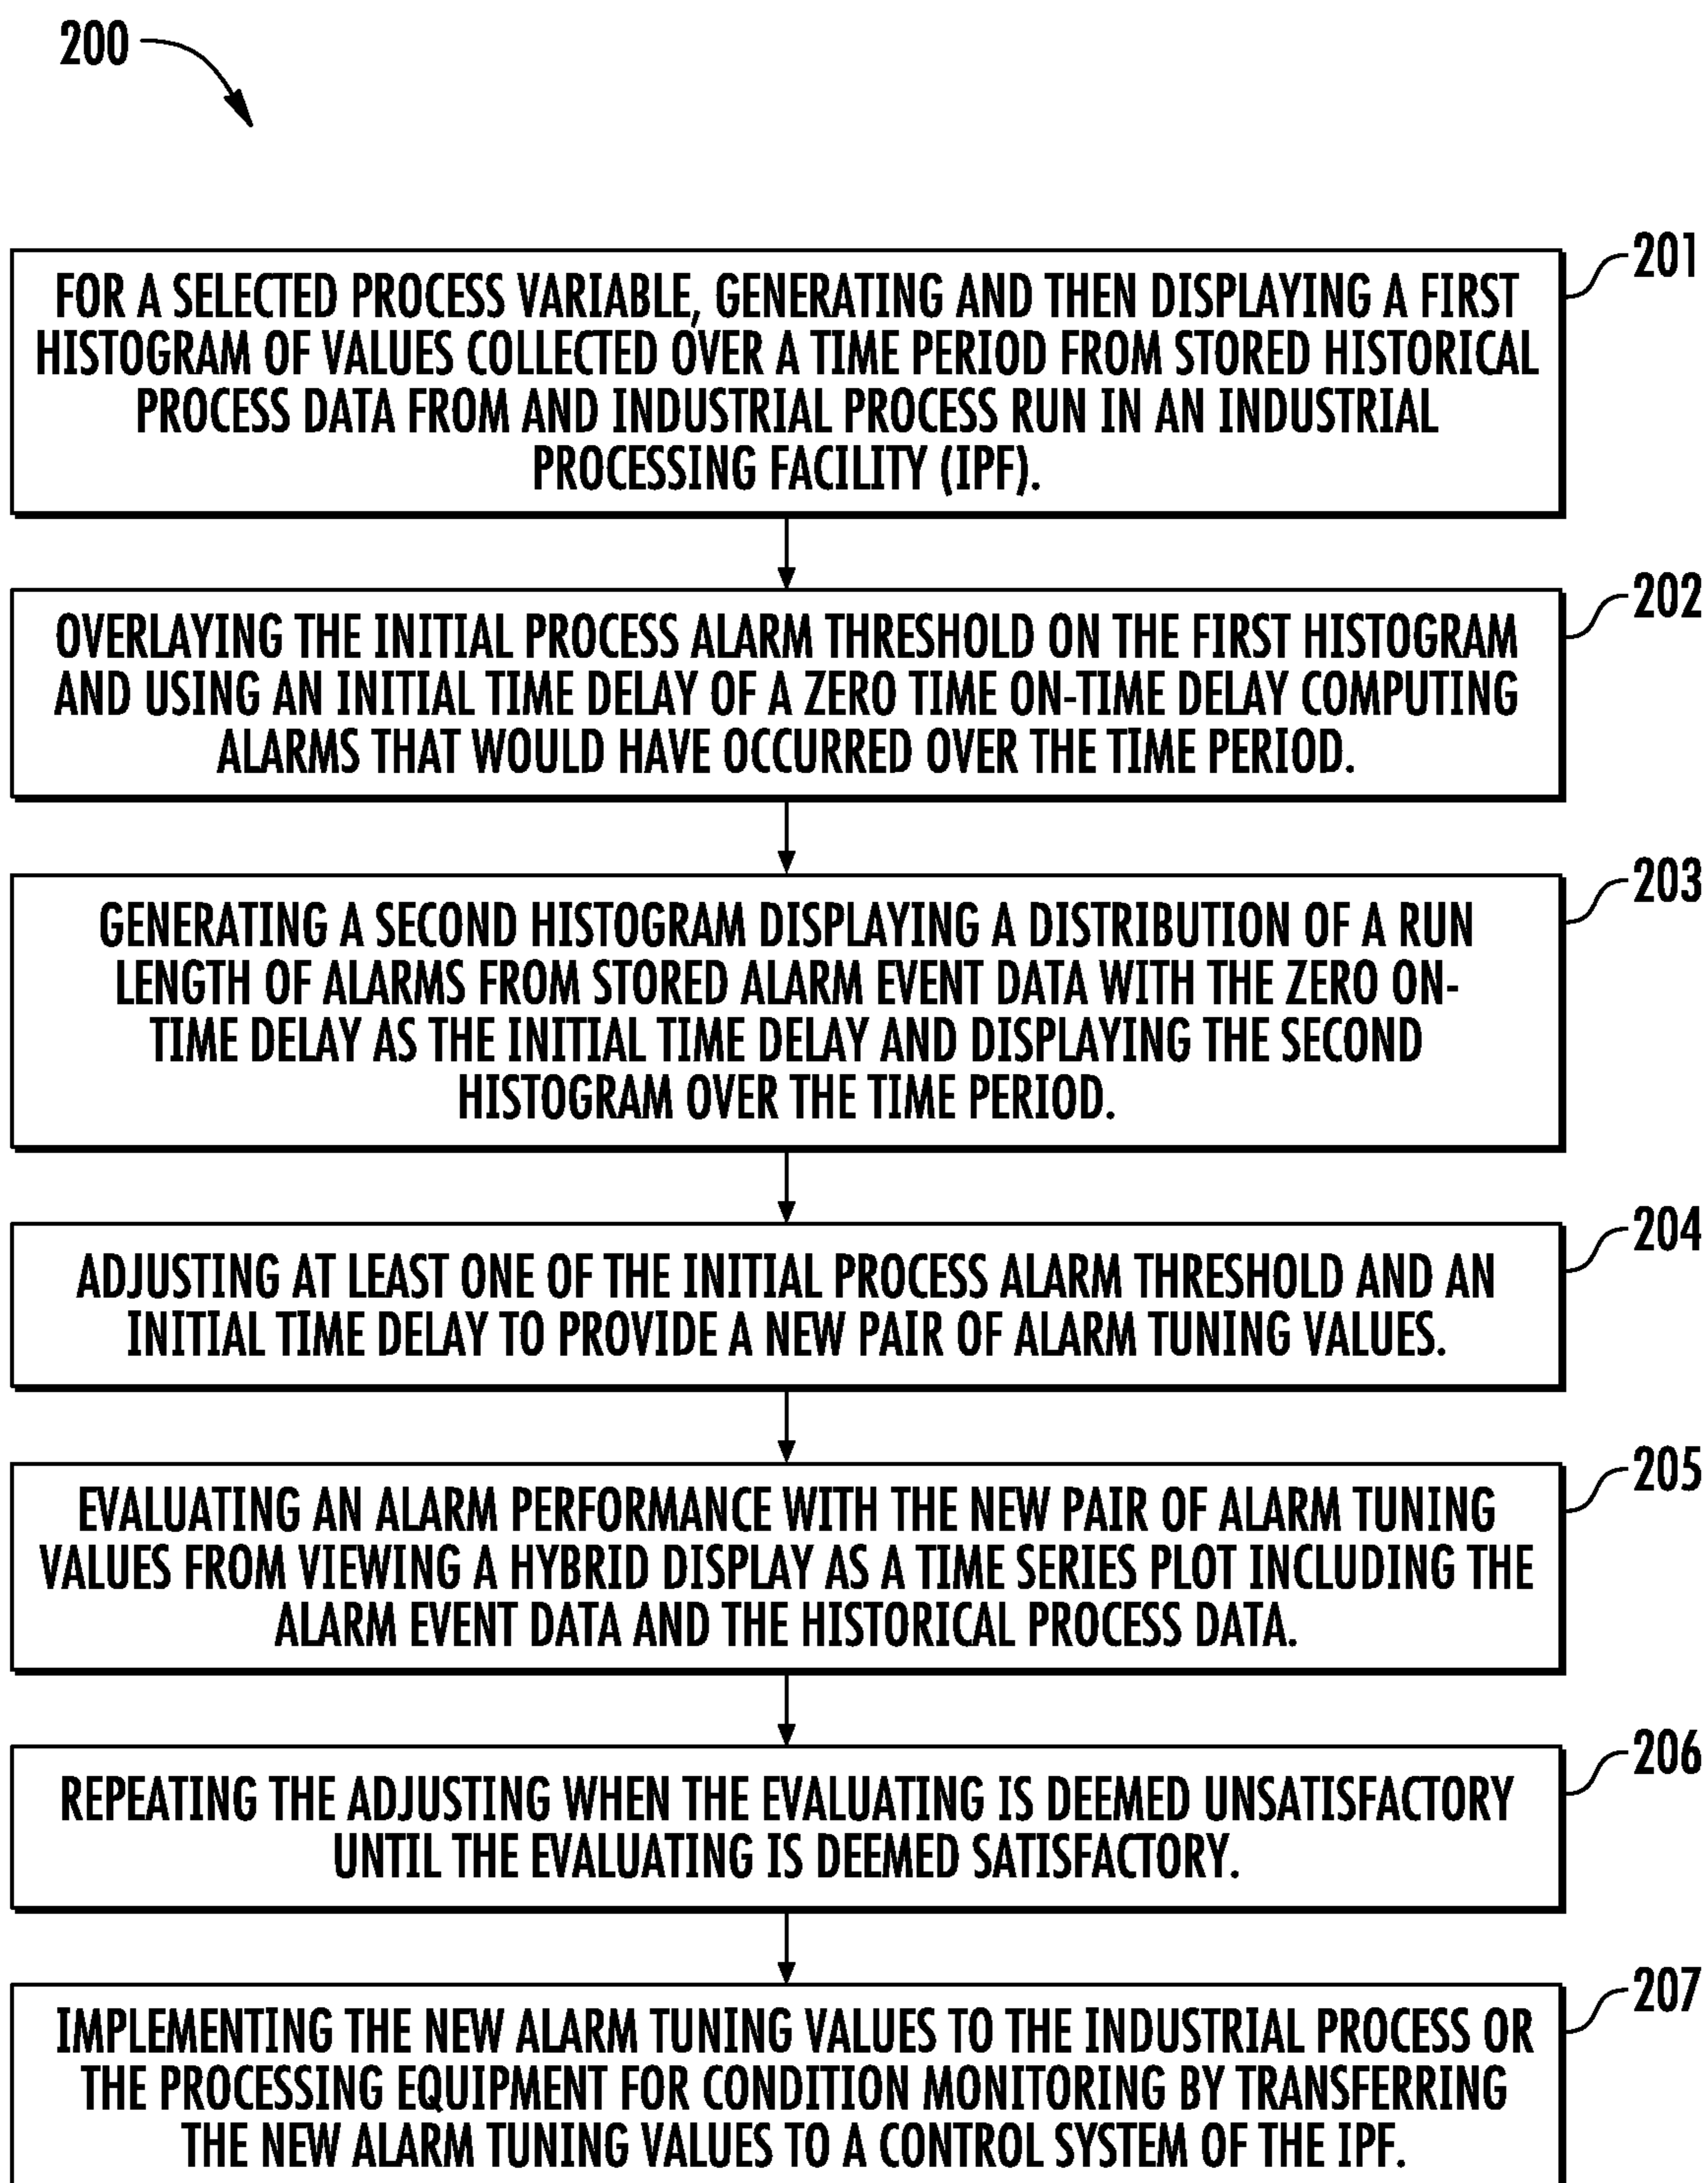 200
201
FOR A SELECTED PROCESS VARIABLE, GENERATING AND THEN DISPLAYING A FIRST
HISTOGRAM OF VALUES COLLECTED OVER A TIME PERIOD FROM STORED HISTORICAL
PROCESS DATA FROM AND INDUSTRIAL PROCESS RUN IN AN INDUSTRIAL
PROCESSING FACILITY (IPF).
202
OVERLAYING THE INITIAL PROCESS ALARM THRESHOLD ON THE FIRST HISTOGRAM
AND USING AN INITIAL TIME DELAY OF A ZERO TIME ON-TIME DELAY COMPUTING
ALARMS THAT WOULD HAVE OCCURRED OVER THE TIME PERIOD.
203
GENERATING A SECOND HISTOGRAM DISPLAYING A DISTRIBUTION OF A RUN
LENGTH OF ALARMS FROM STORED ALARM EVENT DATA WITH THE ZERO ON-
TIME DELAY AS THE INITIAL TIME DELAY AND DISPLAYING THE SECOND
HISTOGRAM OVER THE TIME PERIOD.
204
ADJUSTING AT LEAST ONE OF THE INITIAL PROCESS ALARM THRESHOLD AND AN
INITIAL TIME DELAY TO PROVIDE A NEW PAIR OF ALARM TUNING VALUES.
205
EVALUATING AN ALARM PERFORMANCE WITH THE NEW PAIR OF ALARM TUNING
VALUES FROM VIEWING A HYBRID DISPLAY AS A TIME SERIES PLOT INCLUDING THE
ALARM EVENT DATA AND THE HISTORICAL PROCESS DATA.
206
REPEATING THE ADJUSTING WHEN THE EVALUATING IS DEEMED UNSATISFACTORY
UNTIL THE EVALUATING IS DEEMED SATISFACTORY.
207
IMPLEMENTING THE NEW ALARM TUNING VALUES TO THE INDUSTRIAL PROCESS OR
THE PROCESSING EQUIPMENT FOR CONDITION MONITORING BY TRANSFERRING
THE NEW ALARM TUNING VALUES TO A CONTROL SYSTEM OF THE IPF.